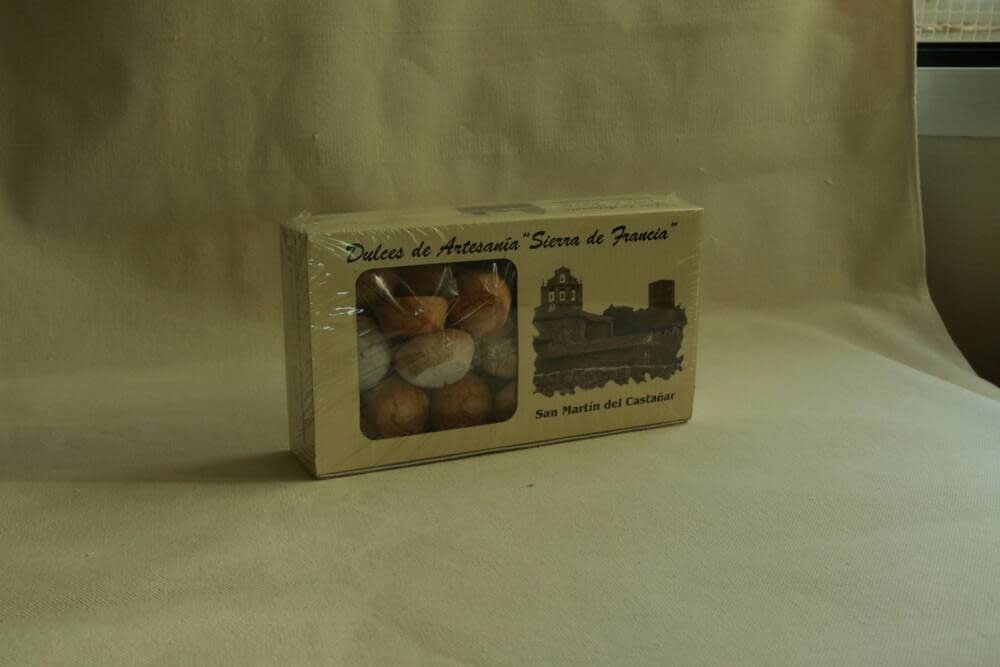 Dulces de Artesanía "Sierra de Francia"
San Martín del Castañar